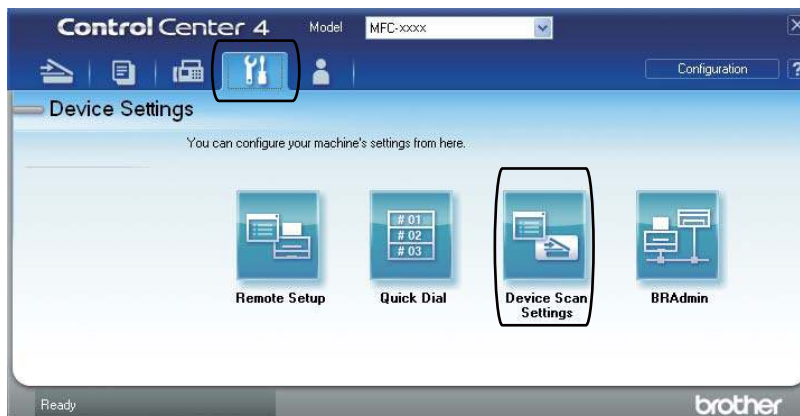 Control Center 4
Model
MFC-xxxx
Configuration
?
Device Settings
You can configure your machine's settings from here.
# 01
# 02
# 03
Remote Setup
Quick Dial
Device Scan
Settings
BRAdmin
Ready
brother